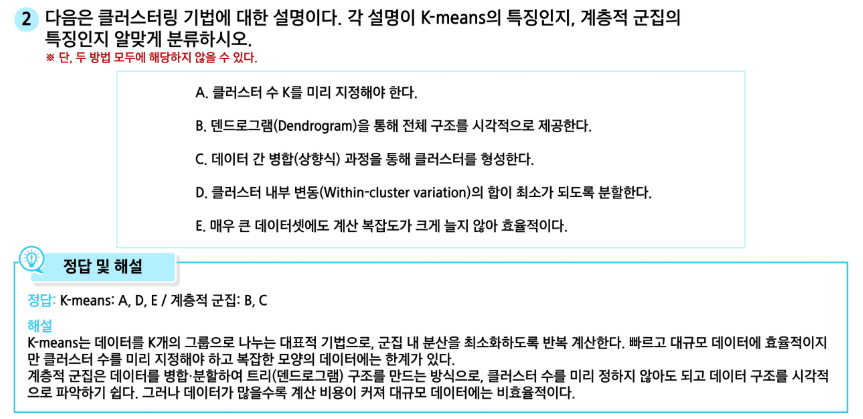 2 다음은 클러스터링 기법에 대한 설명이다. 각 설명이 K-means의 특징인지, 계층적 군집의
특징인지 알맞게 분류하시오.
※ 단, 두 방법 모두에 해당하지 않을 수 있다.
A. 클러스터 수 K를 미리 지정해야 한다.
B. 덴드로그램(Dendrogram)을 통해 전체 구조를 시각적으로 제공한다.
C. 데이터 간 병합(상향식) 과정을 통해 클러스터를 형성한다.
D. 클러스터 내부 변동(Within-cluster variation)의 합이 최소가 되도록 분할한다.
E. 매우 큰 데이터셋에도 계산 복잡도가 크게 늘지 않아 효율적이다.
정답 및 해설
정답: K-means: A, D, E / 계층적 군집: B, C
해설
K-means는 데이터를 K개의 그룹으로 나누는 대표적 기법으로, 군집 내 분산을 최소화하도록 반복 계산한다. 빠르고 대규모 데이터에 효율적이지
만 클러스터 수를 미리 지정해야 하고 복잡한 모양의 데이터에는 한계가 있다.
계층적 군집은 데이터를 병합·분할하여 트리(덴드로그램) 구조를 만드는 방식으로, 클러스터 수를 미리 정하지 않아도 되고 데이터 구조를 시각적
으로 파악하기 쉽다. 그러나 데이터가 많을수록 계산 비용이 커져 대규모 데이터에는 비효율적이다.